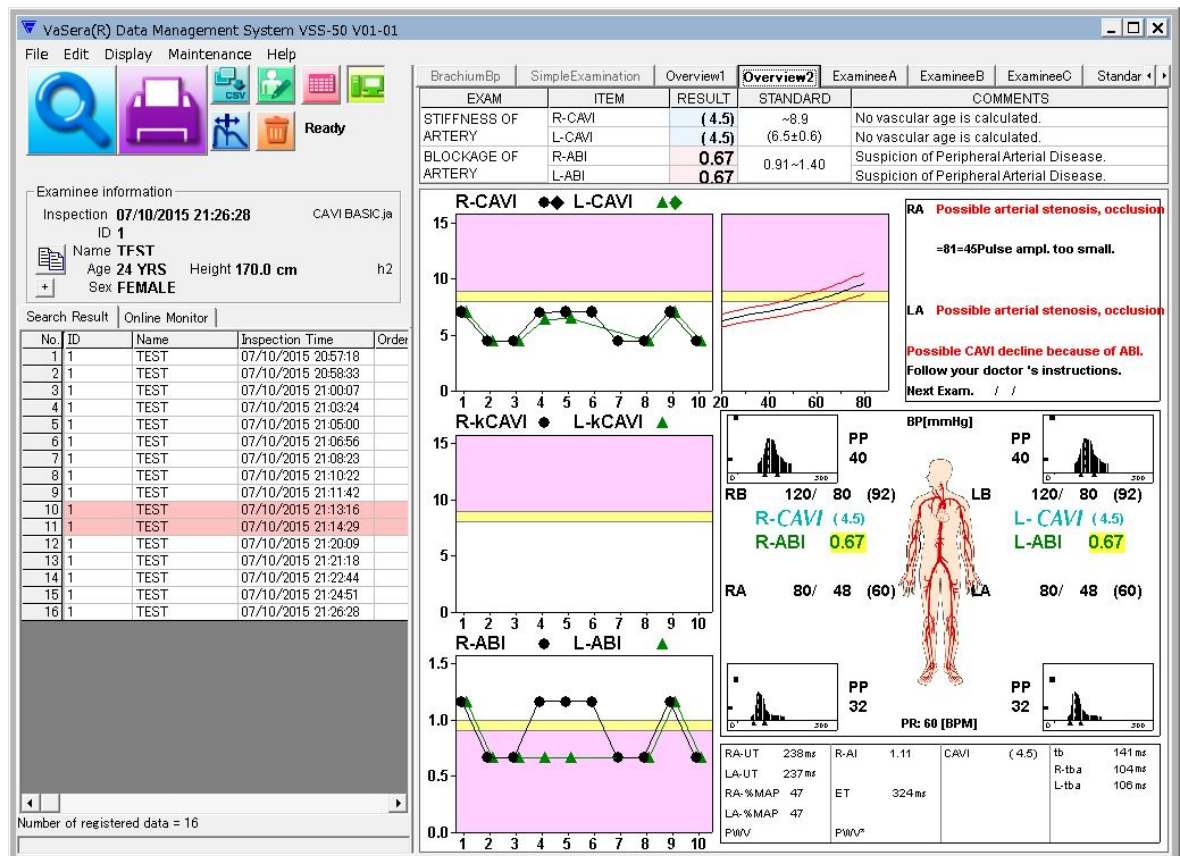 VaSera(R) Data Management System VSS-50 V01-01
File Edit Display Maintenance Help
CSV
Ready
Examinee information
Inspection 07/10/2015 21:26:28 CAVI BASIC.ja
ID 1
Name TEST
Age 24 YRS Height 170.0 cm h2
+ Sex FEMALE
Search Result Online Monitor
No. ID Name Inspection Time Order
1 1 TEST 07/10/2015 20:57:18
2 1 TEST 07/10/2015 20:58:33
3 1 TEST 07/10/2015 21:00:07
4 1 TEST 07/10/2015 21:03:24
5 1 TEST 07/10/2015 21:05:00
6 1 TEST 07/10/2015 21:06:56
7 1 TEST 07/10/2015 21:08:23
8 1 TEST 07/10/2015 21:10:22
9 1 TEST 07/10/2015 21:11:42
10 1 TEST 07/10/2015 21:13:16
11 1 TEST 07/10/2015 21:14:29
12 1 TEST 07/10/2015 21:20:09
13 1 TEST 07/10/2015 21:21:18
14 1 TEST 07/10/2015 21:22:44
15 1 TEST 07/10/2015 21:24:51
16 1 TEST 07/10/2015 21:26:28
Number of registered data = 16
BrachiumBp SimpleExamination Overview1 Overview2 ExamineeA ExamineeB ExamineeC Standar
EXAM ITEM RESULT STANDARD COMMENTS
STIFFNESS OF ARTERY R-CAVI (4.5) ~8.9 No vascular age is calculated.
L-CAVI (4.5) (6.5±0.6) No vascular age is calculated.
BLOCKAGE OF ARTERY R-ABI 0.67 0.91~1.40 Suspicion of Peripheral Arterial Disease.
L-ABI 0.67 Suspicion of Peripheral Arterial Disease.
R-CAVI L-CAVI
15
10
5
0
1 2 3 4 5 6 7 8 9 10
20 40 60 80
R-kCAVI L-kCAVI
15
10
5
0
1 2 3 4 5 6 7 8 9 10
R-ABI L-ABI
1.5
1.0
0.5
0.0
1 2 3 4 5 6 7 8 9 10
RA Possible arterial stenosis, occlusion
=81=45Pulse ampl. too small.
LA Possible arterial stenosis, occlusion
Possible CAVI decline because of ABI.
Follow your doctor 's instructions.
Next Exam. / /
BP[mmHg]
0 300 PP 40 PP 40 0 300
RB 120/ 80 (92) LB 120/ 80 (92)
R-CAVI (4.5) L-CAVI (4.5)
R-ABI 0.67 L-ABI 0.67
RA 80/ 48 (60) LA 80/ 48 (60)
0 300 PP 32 PP 32 0 300
PR: 60 [BPM]
RA-UT 238ms R-AI 1.11 CAVI (4.5) tb 141ms
LA-UT 237ms R-tba 104ms
RA-%MAP 47 ET 324ms L-tba 106ms
LA-%MAP 47
PWV PWV*